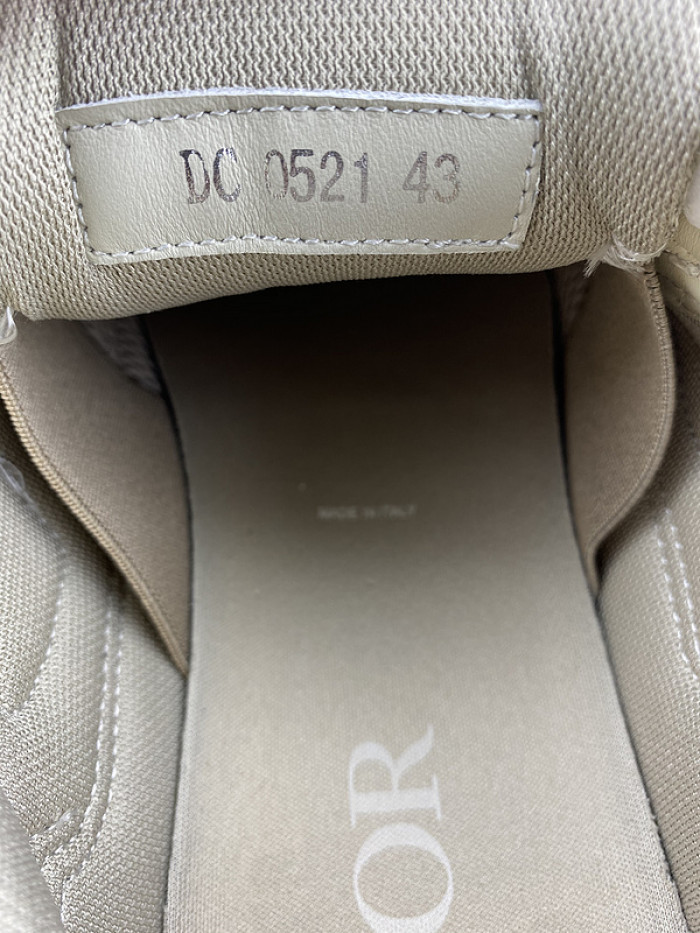 DC 0521 43
MADE IN ITALY
OR